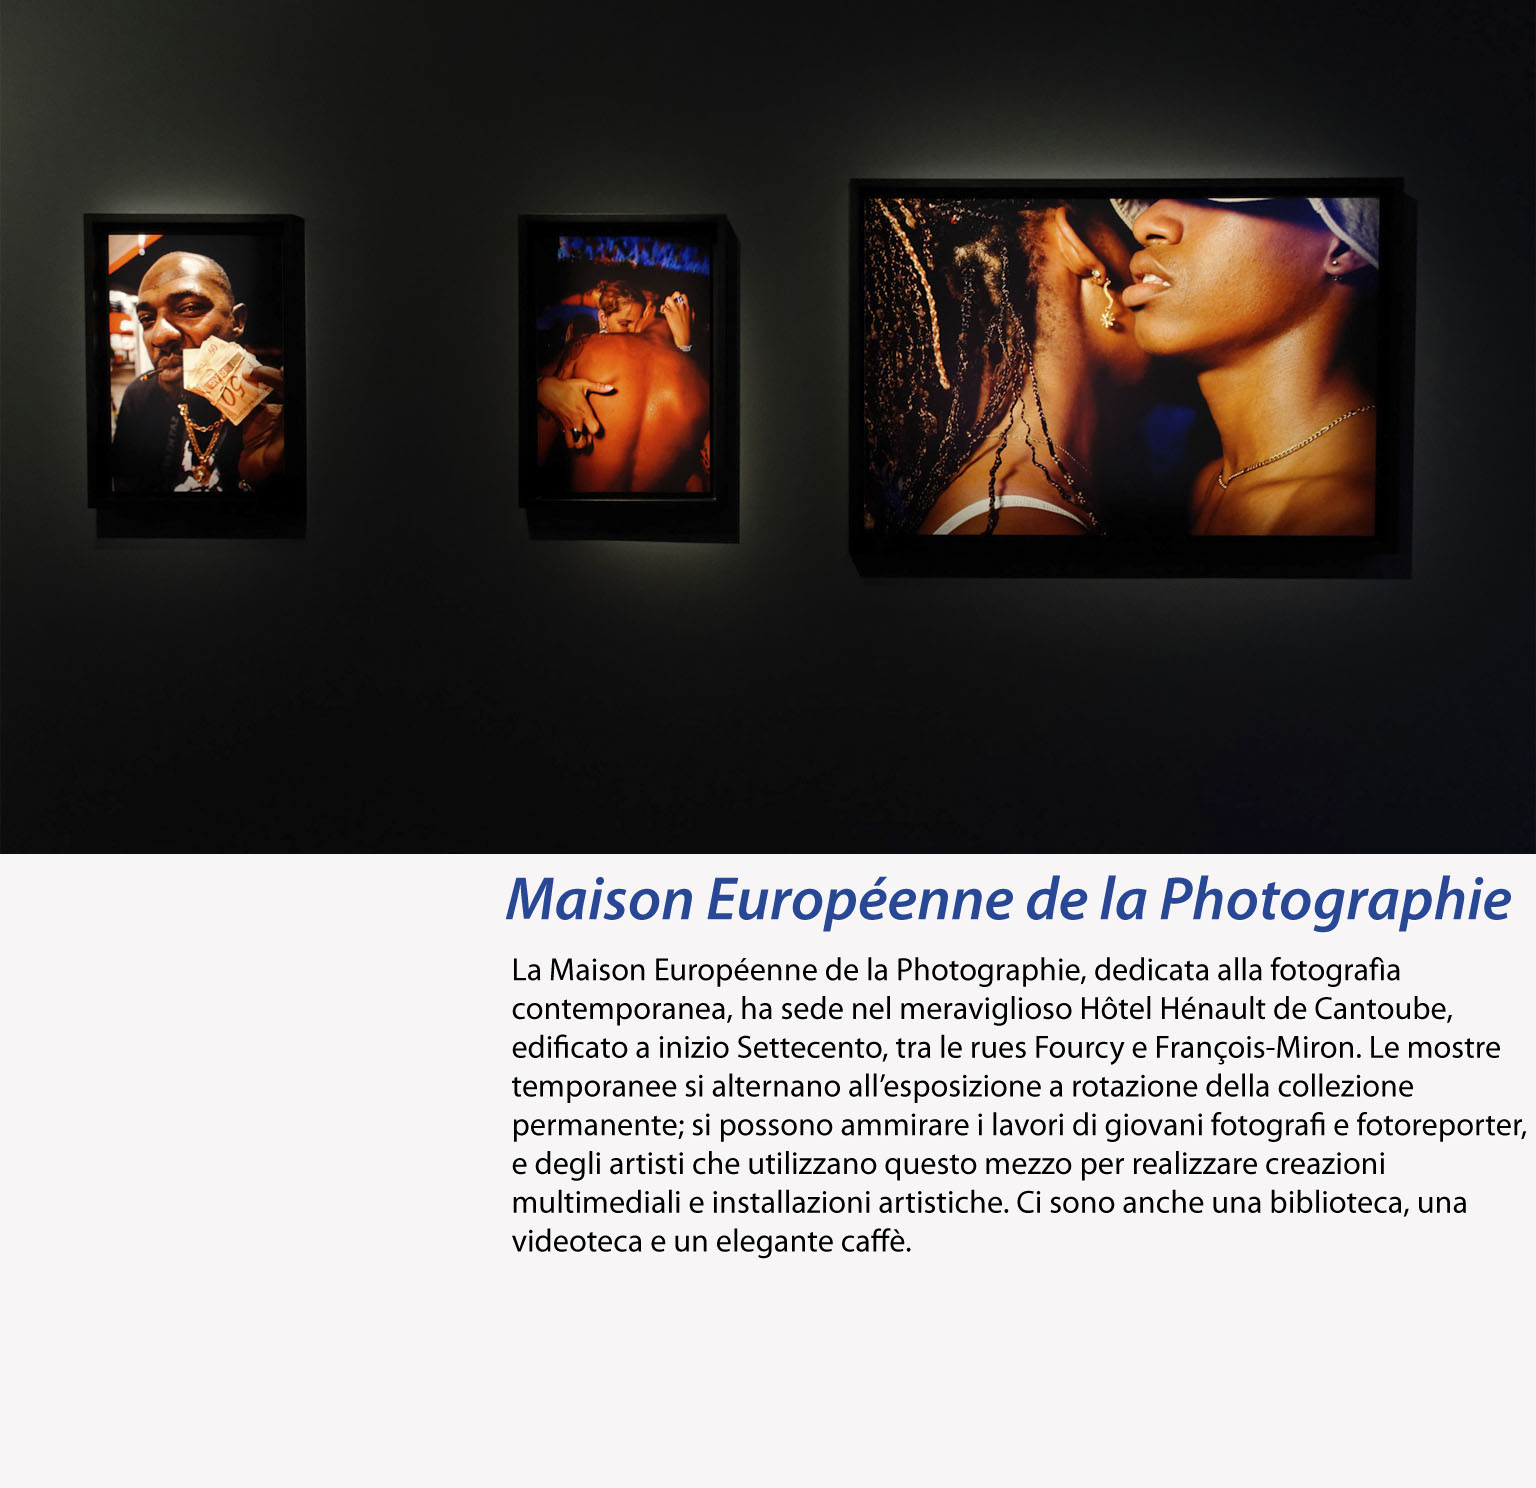 50
Maison Européenne de la Photographie
La Maison Européenne de la Photographie, dedicata alla fotografia
contemporanea, ha sede nel meraviglioso Hôtel Hénault de Cantoube,
edificato a inizio Settecento, tra le rues Fourcy e François-Miron. Le mostre
temporanee si alternano all’esposizione a rotazione della collezione
permanente; si possono ammirare i lavori di giovani fotografi e fotoreporter,
e degli artisti che utilizzano questo mezzo per realizzare creazioni
multimediali e installazioni artistiche. Ci sono anche una biblioteca, una
videoteca e un elegante caffè.